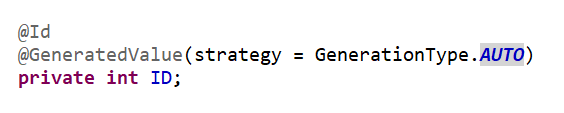 @Id
@GeneratedValue(strategy = GenerationType.AUTO)
private int ID;